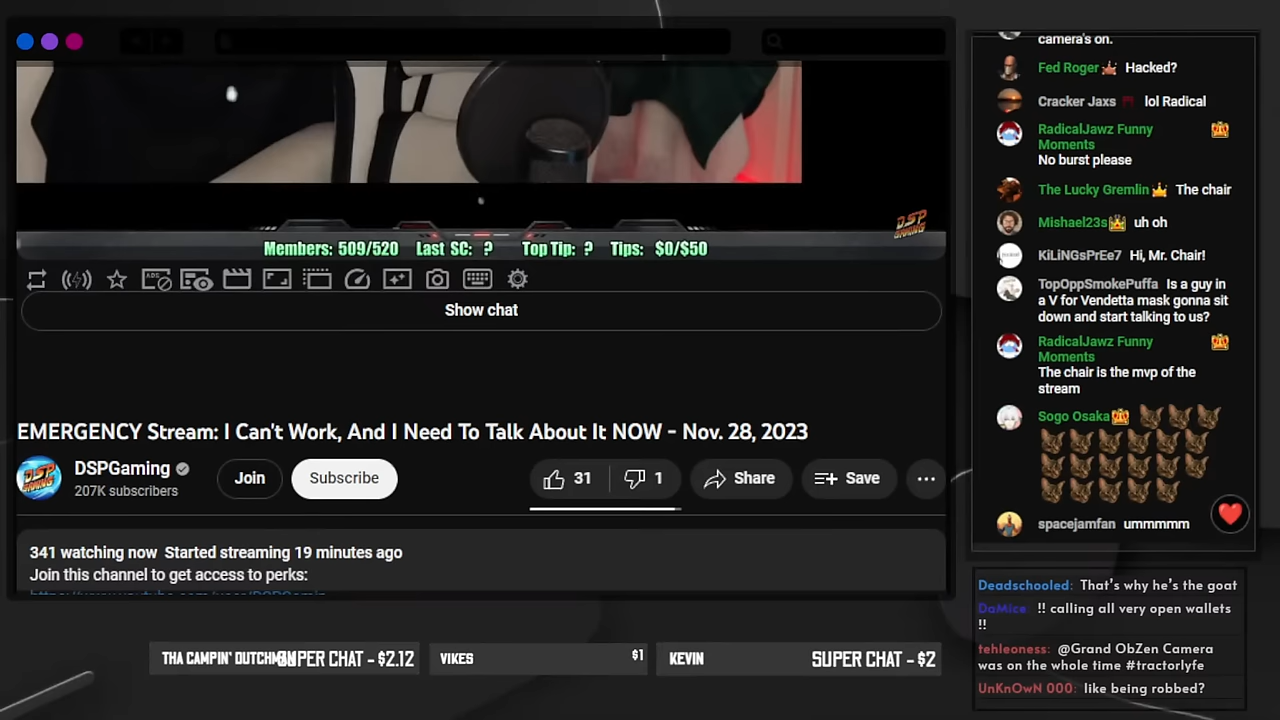 camera's on.
Fed Roger Hacked?
Cracker Jaxs lol Radical
RadicalJawz Funny
Moments
No burst please
The Lucky Gremlin The chair
Mishael23s uh oh
KiLiNGsPrEe7 Hi, Mr. Chair!
TopOppSmokePuffa Is a guy in
a V for Vendetta mask gonna sit
down and start talking to us?
RadicalJawz Funny
Moments
The chair is the mvp of the
stream
Sogo Osaka
spacejamfan ummmmm
DSP
GAMING
Members: 509/520 Last SC: ? Top Tip: ? Tips: $0/$50
Show chat
EMERGENCY Stream: I Can't Work, And I Need To Talk About It NOW - Nov. 28, 2023
DSP
GAMING
DSPGaming
207K subscribers
Join
Subscribe
31
1
Share
Save
341 watching now Started streaming 19 minutes ago
Join this channel to get access to perks:
Deadschooled: That's why he's the goat
DaMice !! calling all very open wallets
!!
tehleoness: @Grand ObZen Camera
was on the whole time #tractorlyfe
UnKnOwN 000: like being robbed?
THA CAMPIN' DUTCHMAN SUPER CHAT - $2.12
VIKES $1
KEVIN SUPER CHAT - $2